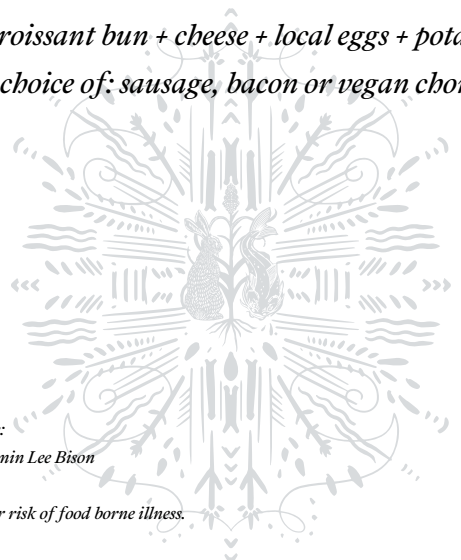 roissant bun + cheese + local eggs + pota
choice of: sausage, bacon or vegan chor
:
min Lee Bison
r risk of food borne illness.